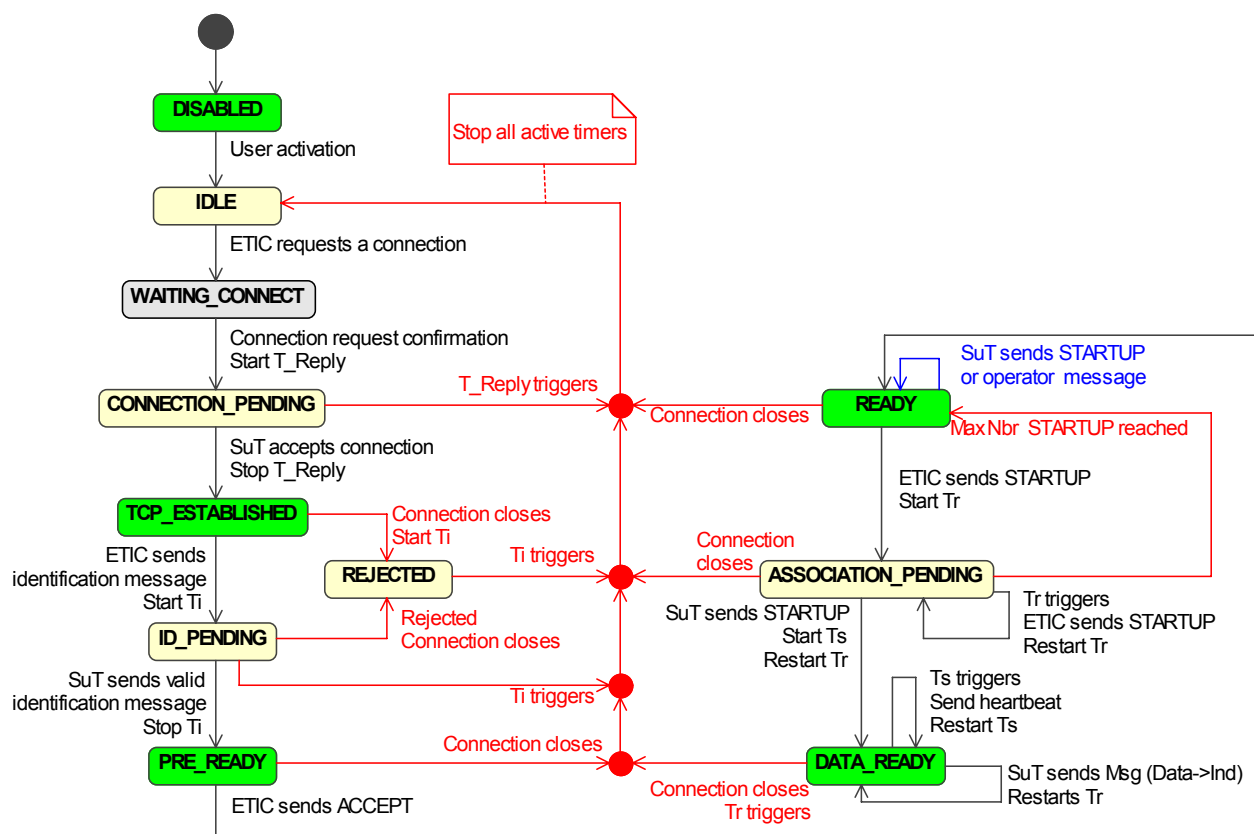 DISABLED
User activation
Stop all active timers
IDLE
ETIC requests a connection
WAITING_CONNECT
Connection request confirmation
Start T_Reply
T_Reply triggers
CONNECTION_PENDING
SuT accepts connection
Stop T_Reply
TCP_ESTABLISHED
Connection closes
Start Ti
ETIC sends
identification message
Start Ti
REJECTED
Ti triggers
Rejected
Connection closes
ID_PENDING
SuT sends valid
identification message
Stop Ti
Ti triggers
PRE_READY
Connection closes
ETIC sends ACCEPT
SuT sends STARTUP
or operator message
READY
Connection closes
Max Nbr STARTUP reached
ETIC sends STARTUP
Start Tr
Connection
closes
ASSOCIATION_PENDING
SuT sends STARTUP
Start Ts
Restart Tr
Tr triggers
ETIC sends STARTUP
Restart Tr
Ts triggers
Send heartbeat
Restart Ts
DATA_READY
Connection closes
Tr triggers
SuT sends Msg (Data->Ind)
Restarts Tr